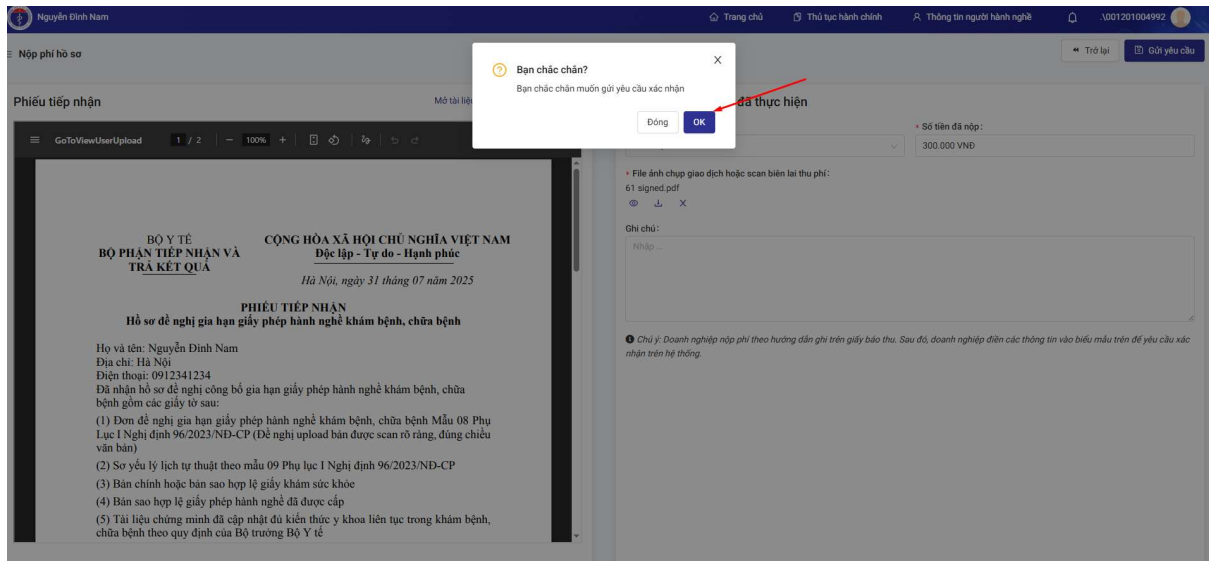 Nguyễn Đình Nam
Trang chủ
Thủ tục hành chính
Thông tin người hành nghề
.\001201004992
Nộp phí hồ sơ
Trở lại
Gửi yêu cầu
Bạn chắc chắn?
Bạn chắc chắn muốn gửi yêu cầu xác nhận
Đóng
OK
Phiếu tiếp nhận
Mở tài liệu
đã thực hiện
GoToViewUserUpload
1 / 2
100%
* Số tiền đã nộp:
300.000 VNĐ
* File ảnh chụp giao dịch hoặc scan biên lai thu phí:
61 signed.pdf
Ghi chú:
Nhập ...
Chú ý: Doanh nghiệp nộp phí theo hướng dẫn ghi trên giấy báo thu. Sau đó, doanh nghiệp điền các thông tin vào biểu mẫu trên để yêu cầu xác
nhận trên hệ thống.
BỘ Y TẾ
BỘ PHẬN TIẾP NHẬN VÀ
TRẢ KẾT QUẢ
CỘNG HÒA XÃ HỘI CHỦ NGHĨA VIỆT NAM
Độc lập - Tự do - Hạnh phúc
Hà Nội, ngày 31 tháng 07 năm 2025
PHIẾU TIẾP NHẬN
Hồ sơ đề nghị gia hạn giấy phép hành nghề khám bệnh, chữa bệnh
Họ và tên: Nguyễn Đình Nam
Địa chỉ: Hà Nội
Điện thoại: 0912341234
Đã nhận hồ sơ đề nghị công bố gia hạn giấy phép hành nghề khám bệnh, chữa
bệnh gồm các giấy tờ sau:
(1) Đơn đề nghị gia hạn giấy phép hành nghề khám bệnh, chữa bệnh Mẫu 08 Phụ
Lục I Nghị định 96/2023/NĐ-CP (Đề nghị upload bản được scan rõ ràng, đúng chiều
văn bản)
(2) Sơ yếu lý lịch tự thuật theo mẫu 09 Phụ lục I Nghị định 96/2023/NĐ-CP
(3) Bản chính hoặc bản sao hợp lệ giấy khám sức khỏe
(4) Bản sao hợp lệ giấy phép hành nghề đã được cấp
(5) Tài liệu chứng minh đã cập nhật đủ kiến thức y khoa liên tục trong khám bệnh,
chữa bệnh theo quy định của Bộ trưởng Bộ Y tế